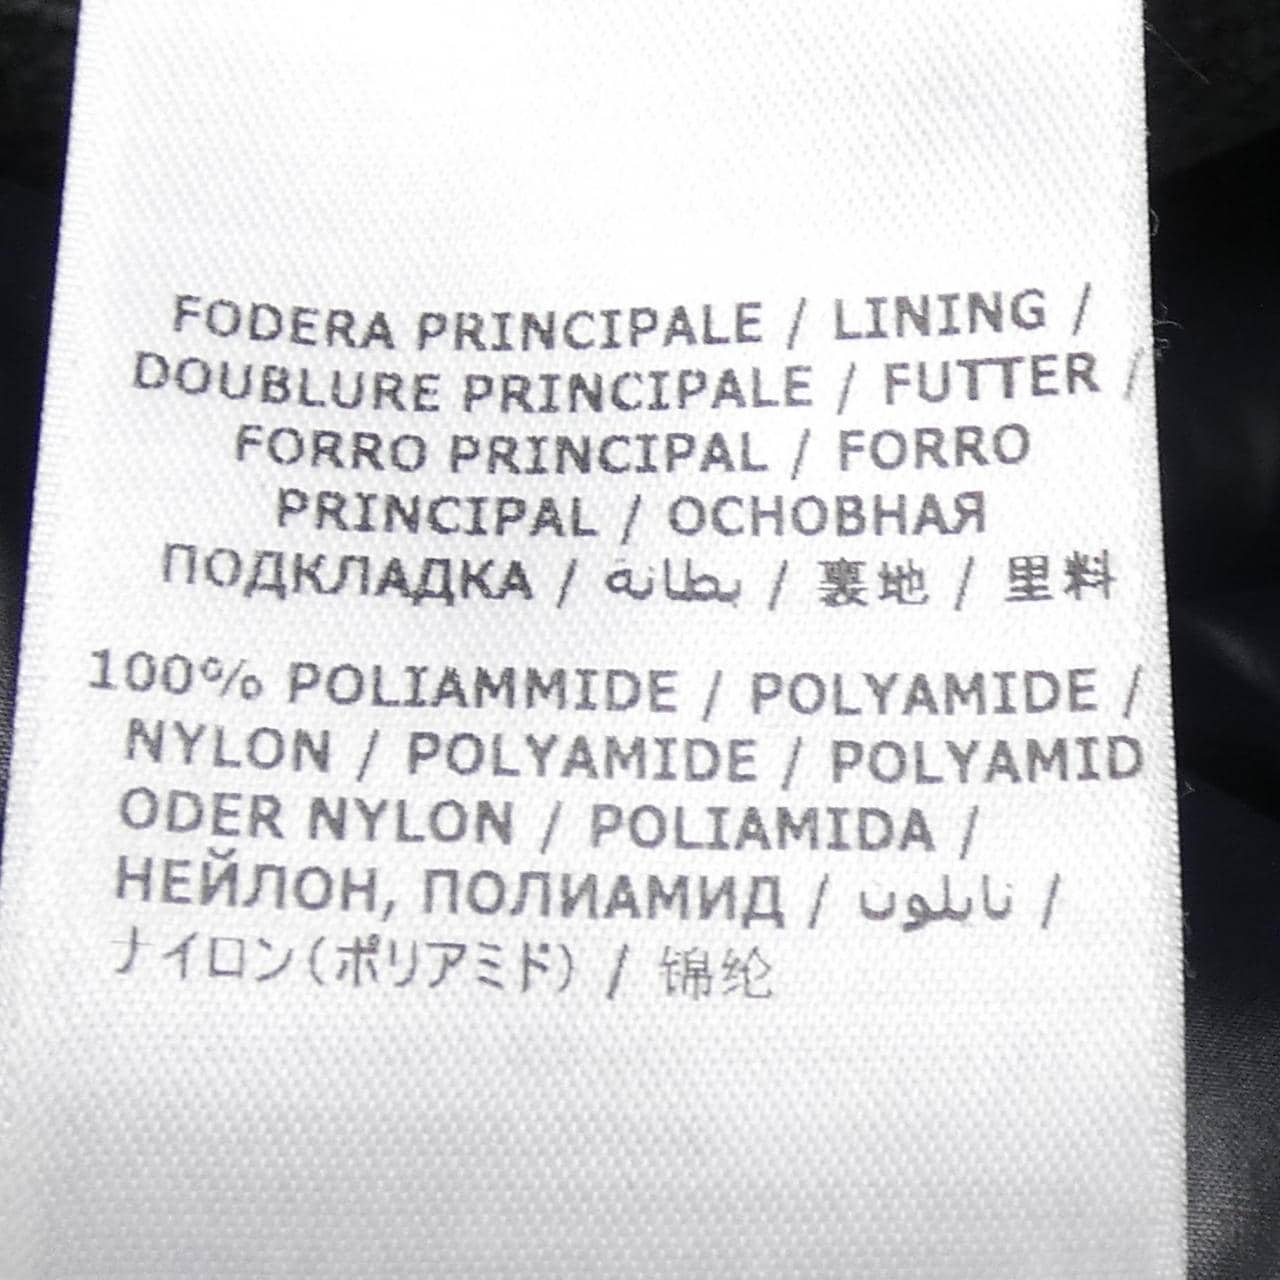 FODERA PRINCIPALE / LINING /
DOUBLURE PRINCIPALE / FUTTER /
FORRO PRINCIPAL / FORRO
PRINCIPAL / ОСНОВНАЯ
ПОДКЛАДКА / بطانة / 裏地 / 里料
100% POLIAMMIDE / POLYAMIDE /
NYLON / POLYAMIDE / POLYAMID
ODER NYLON / POLIAMIDA /
НЕЙЛОН, ПОЛИАМИД / نايلون /
ナイロン(ポリアミド) / 锦纶